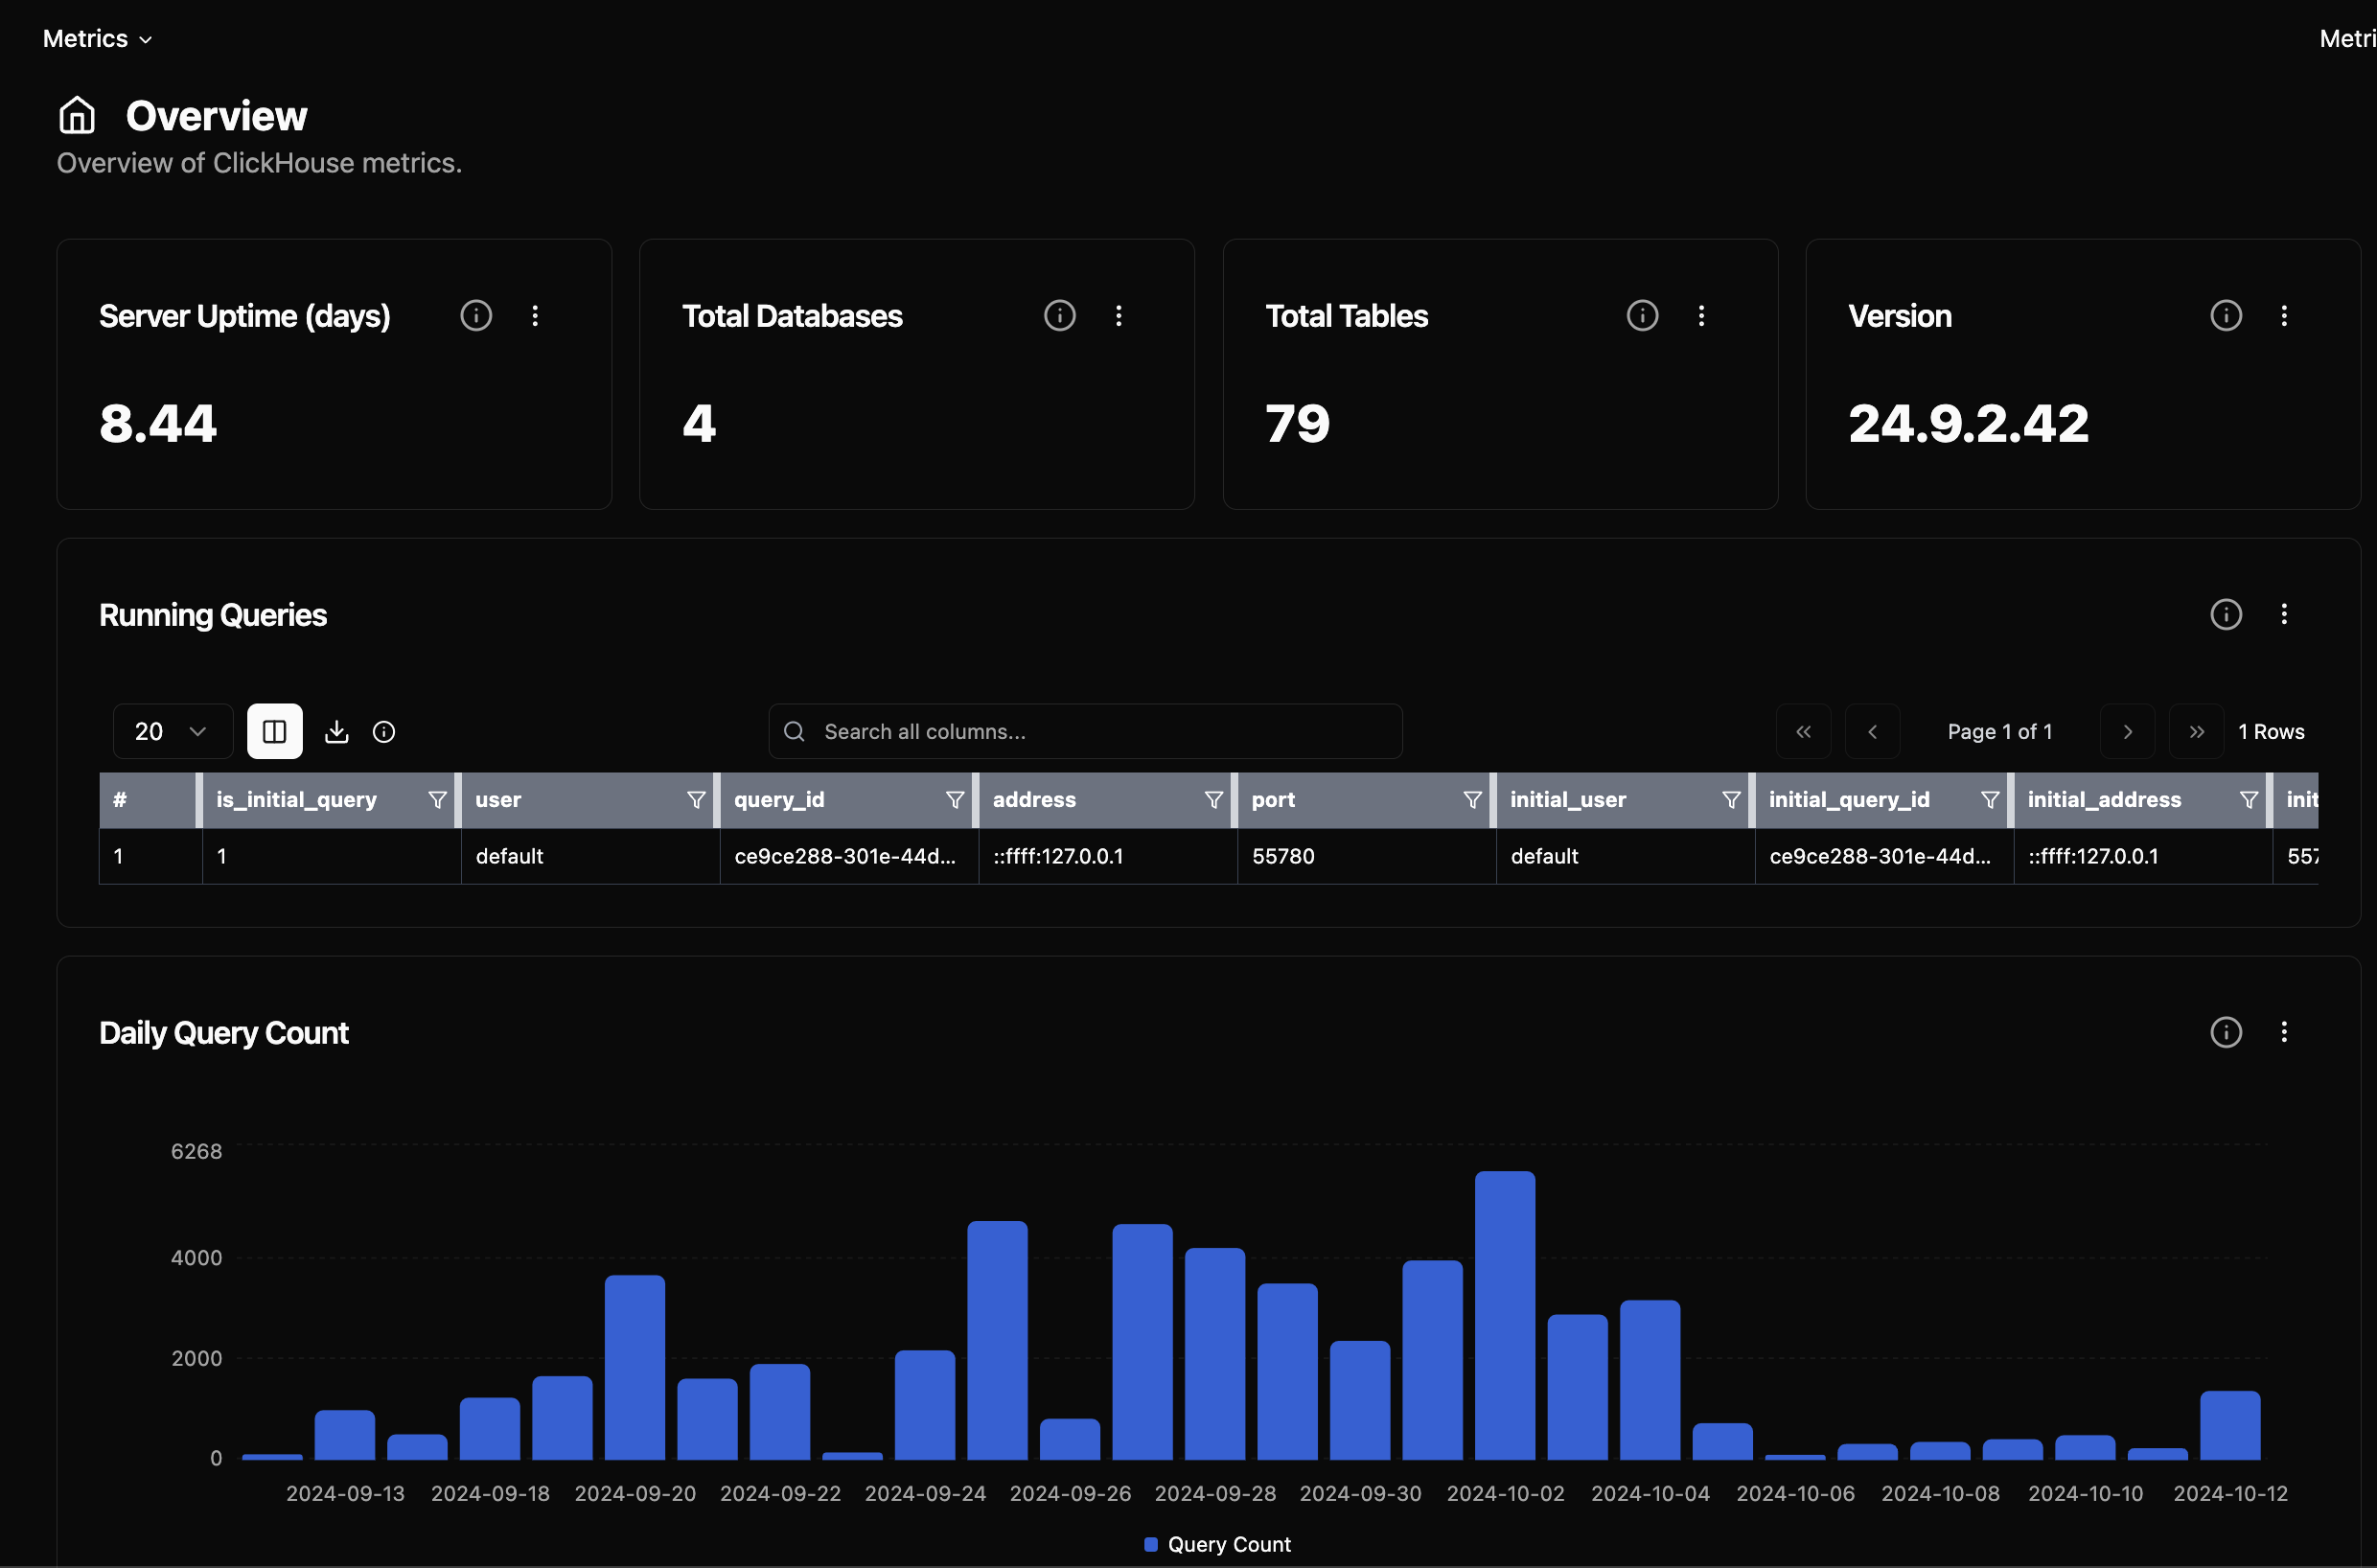 Metrics
Metri
Overview
Overview of ClickHouse metrics.
Server Uptime (days)
8.44
Total Databases
4
Total Tables
79
Version
24.9.2.42
Running Queries
20
Search all columns...
Page 1 of 1
1 Rows
# is_initial_query user query_id address port initial_user initial_query_id initial_address init
1 1 default ce9ce288-301e-44d... ::ffff:127.0.0.1 55780 default ce9ce288-301e-44d... ::ffff:127.0.0.1 557
Daily Query Count
6268
4000
2000
0
2024-09-13 2024-09-18 2024-09-20 2024-09-22 2024-09-24 2024-09-26 2024-09-28 2024-09-30 2024-10-02 2024-10-04 2024-10-06 2024-10-08 2024-10-10 2024-10-12
Query Count